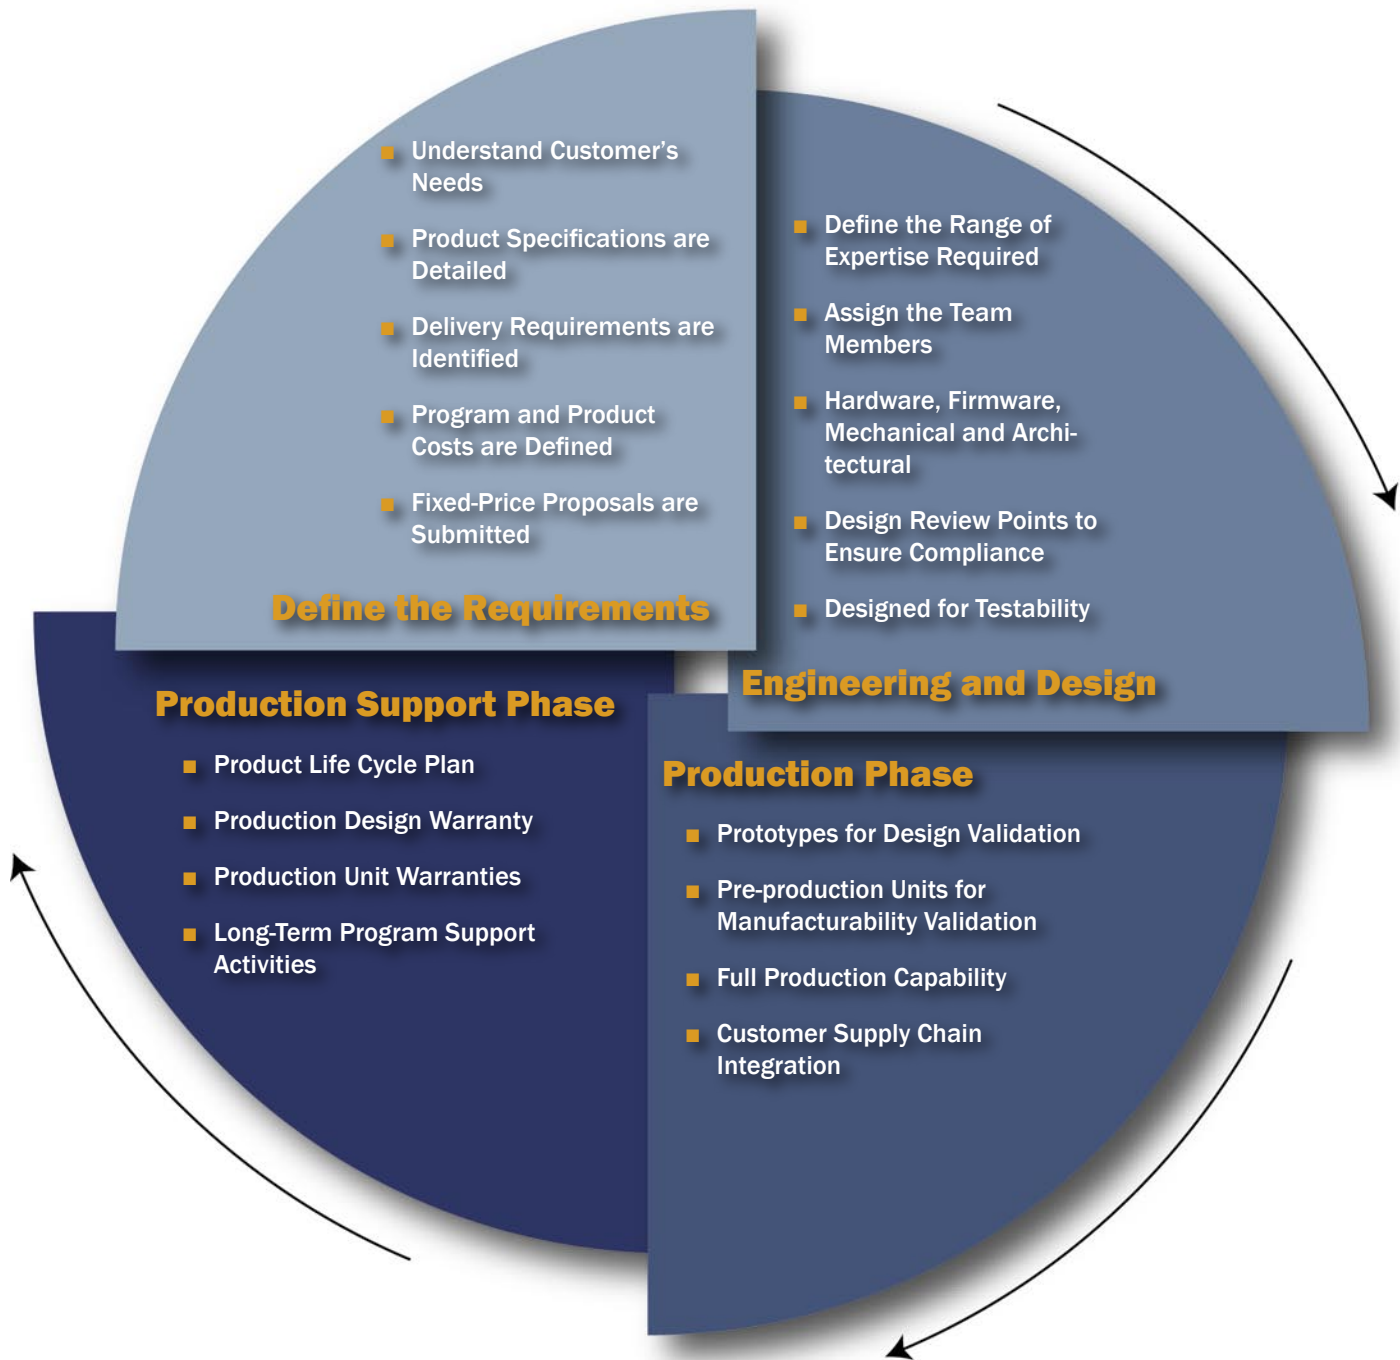 Understand Customer’s
Needs
Product Specifications are
Detailed
Delivery Requirements are
Identified
Program and Product
Costs are Defined
Fixed-Price Proposals are
Submitted
Define the Requirements
Define the Range of
Expertise Required
Assign the Team
Members
Hardware, Firmware,
Mechanical and Archi-
tectural
Design Review Points to
Ensure Compliance
Designed for Testability
Engineering and Design
Production Phase
Prototypes for Design Validation
Pre-production Units for
Manufacturability Validation
Full Production Capability
Customer Supply Chain
Integration
Production Support Phase
Product Life Cycle Plan
Production Design Warranty
Production Unit Warranties
Long-Term Program Support
Activities